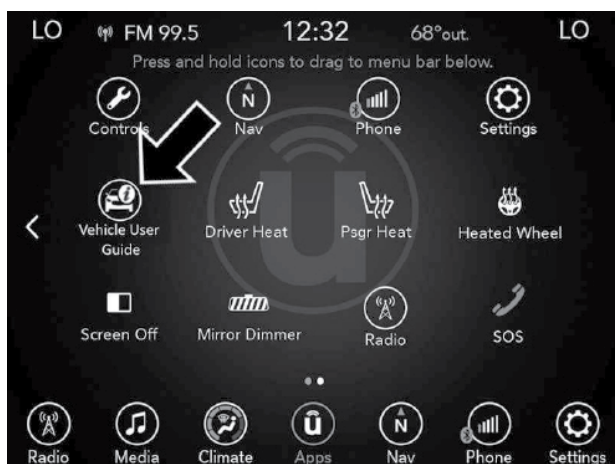 LO FM 99.5 12:32 68°out. LO
Press and hold icons to drag to menu bar below.
Controls Nav Phone Settings
Vehicle User Guide Driver Heat Psgr Heat Heated Wheel
Screen Off Mirror Dimmer Radio SOS
Radio Media Climate Apps Nav Phone Settings